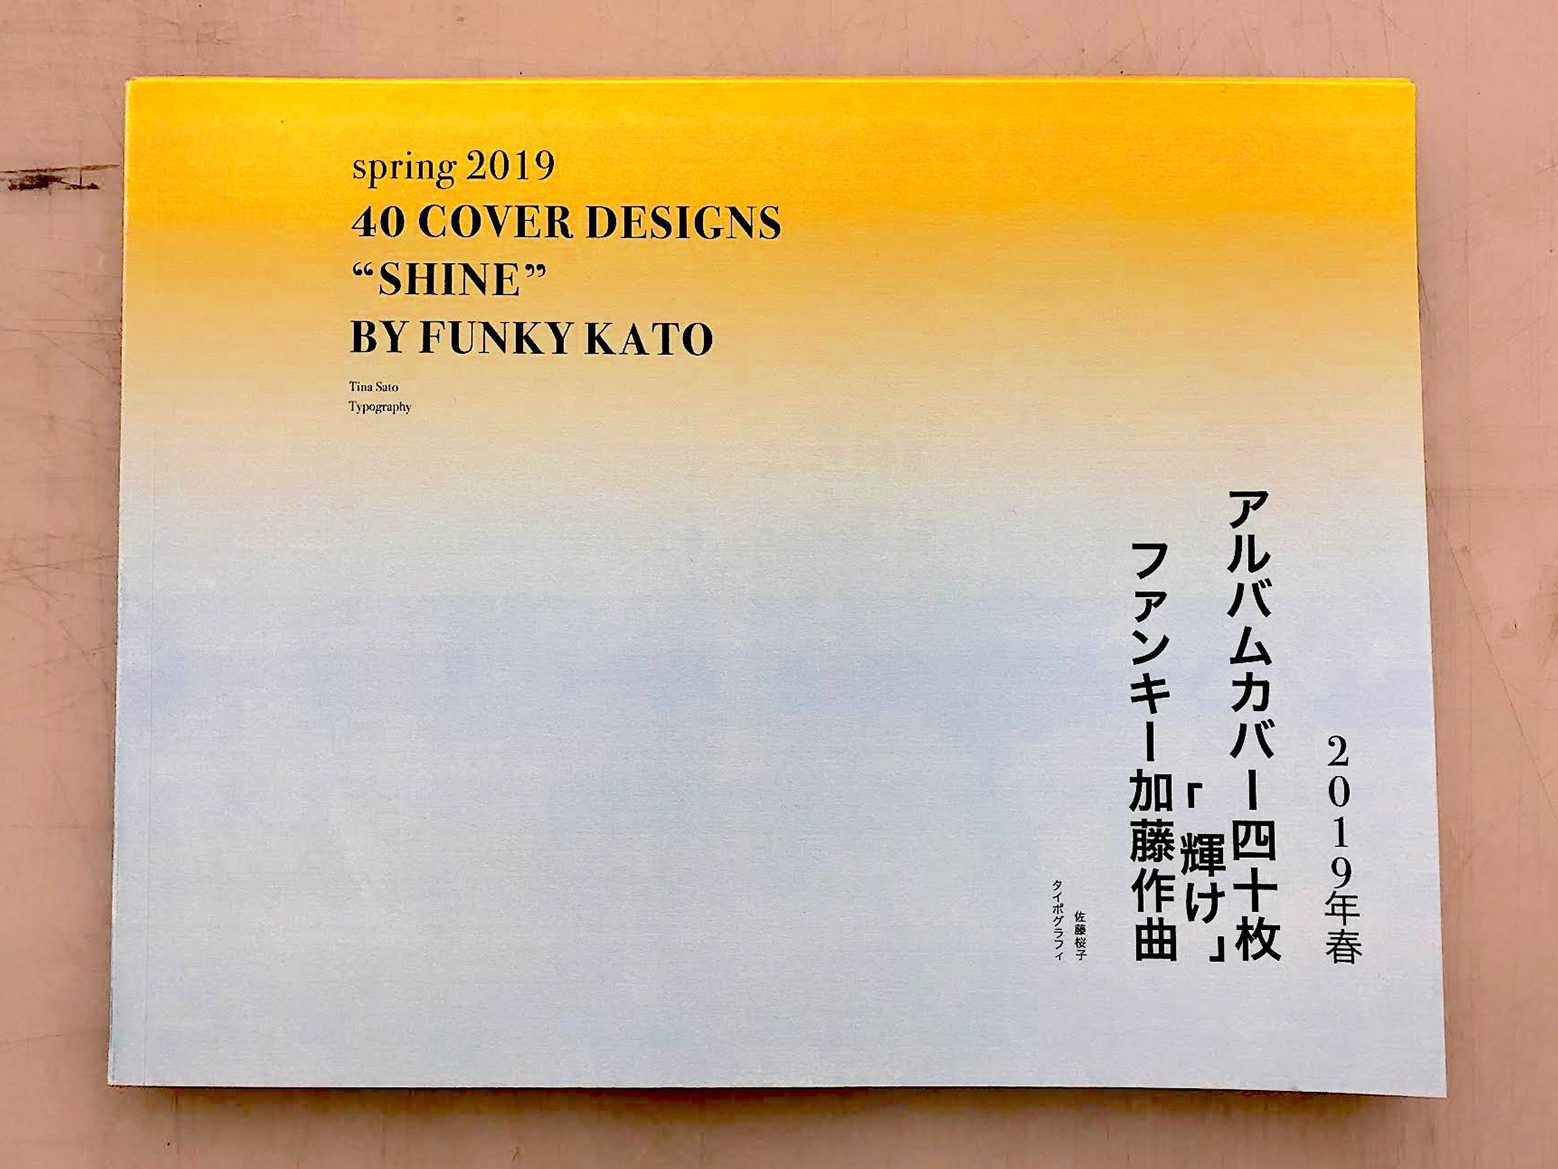 spring 2019
40 COVER DESIGNS
“SHINE”
BY FUNKY KATO
Tina Sato
Typography
2019年春
アルバムカバー四十枚
「輝け」
ファンキー加藤作曲
佐藤桜子
タイポグラフィ